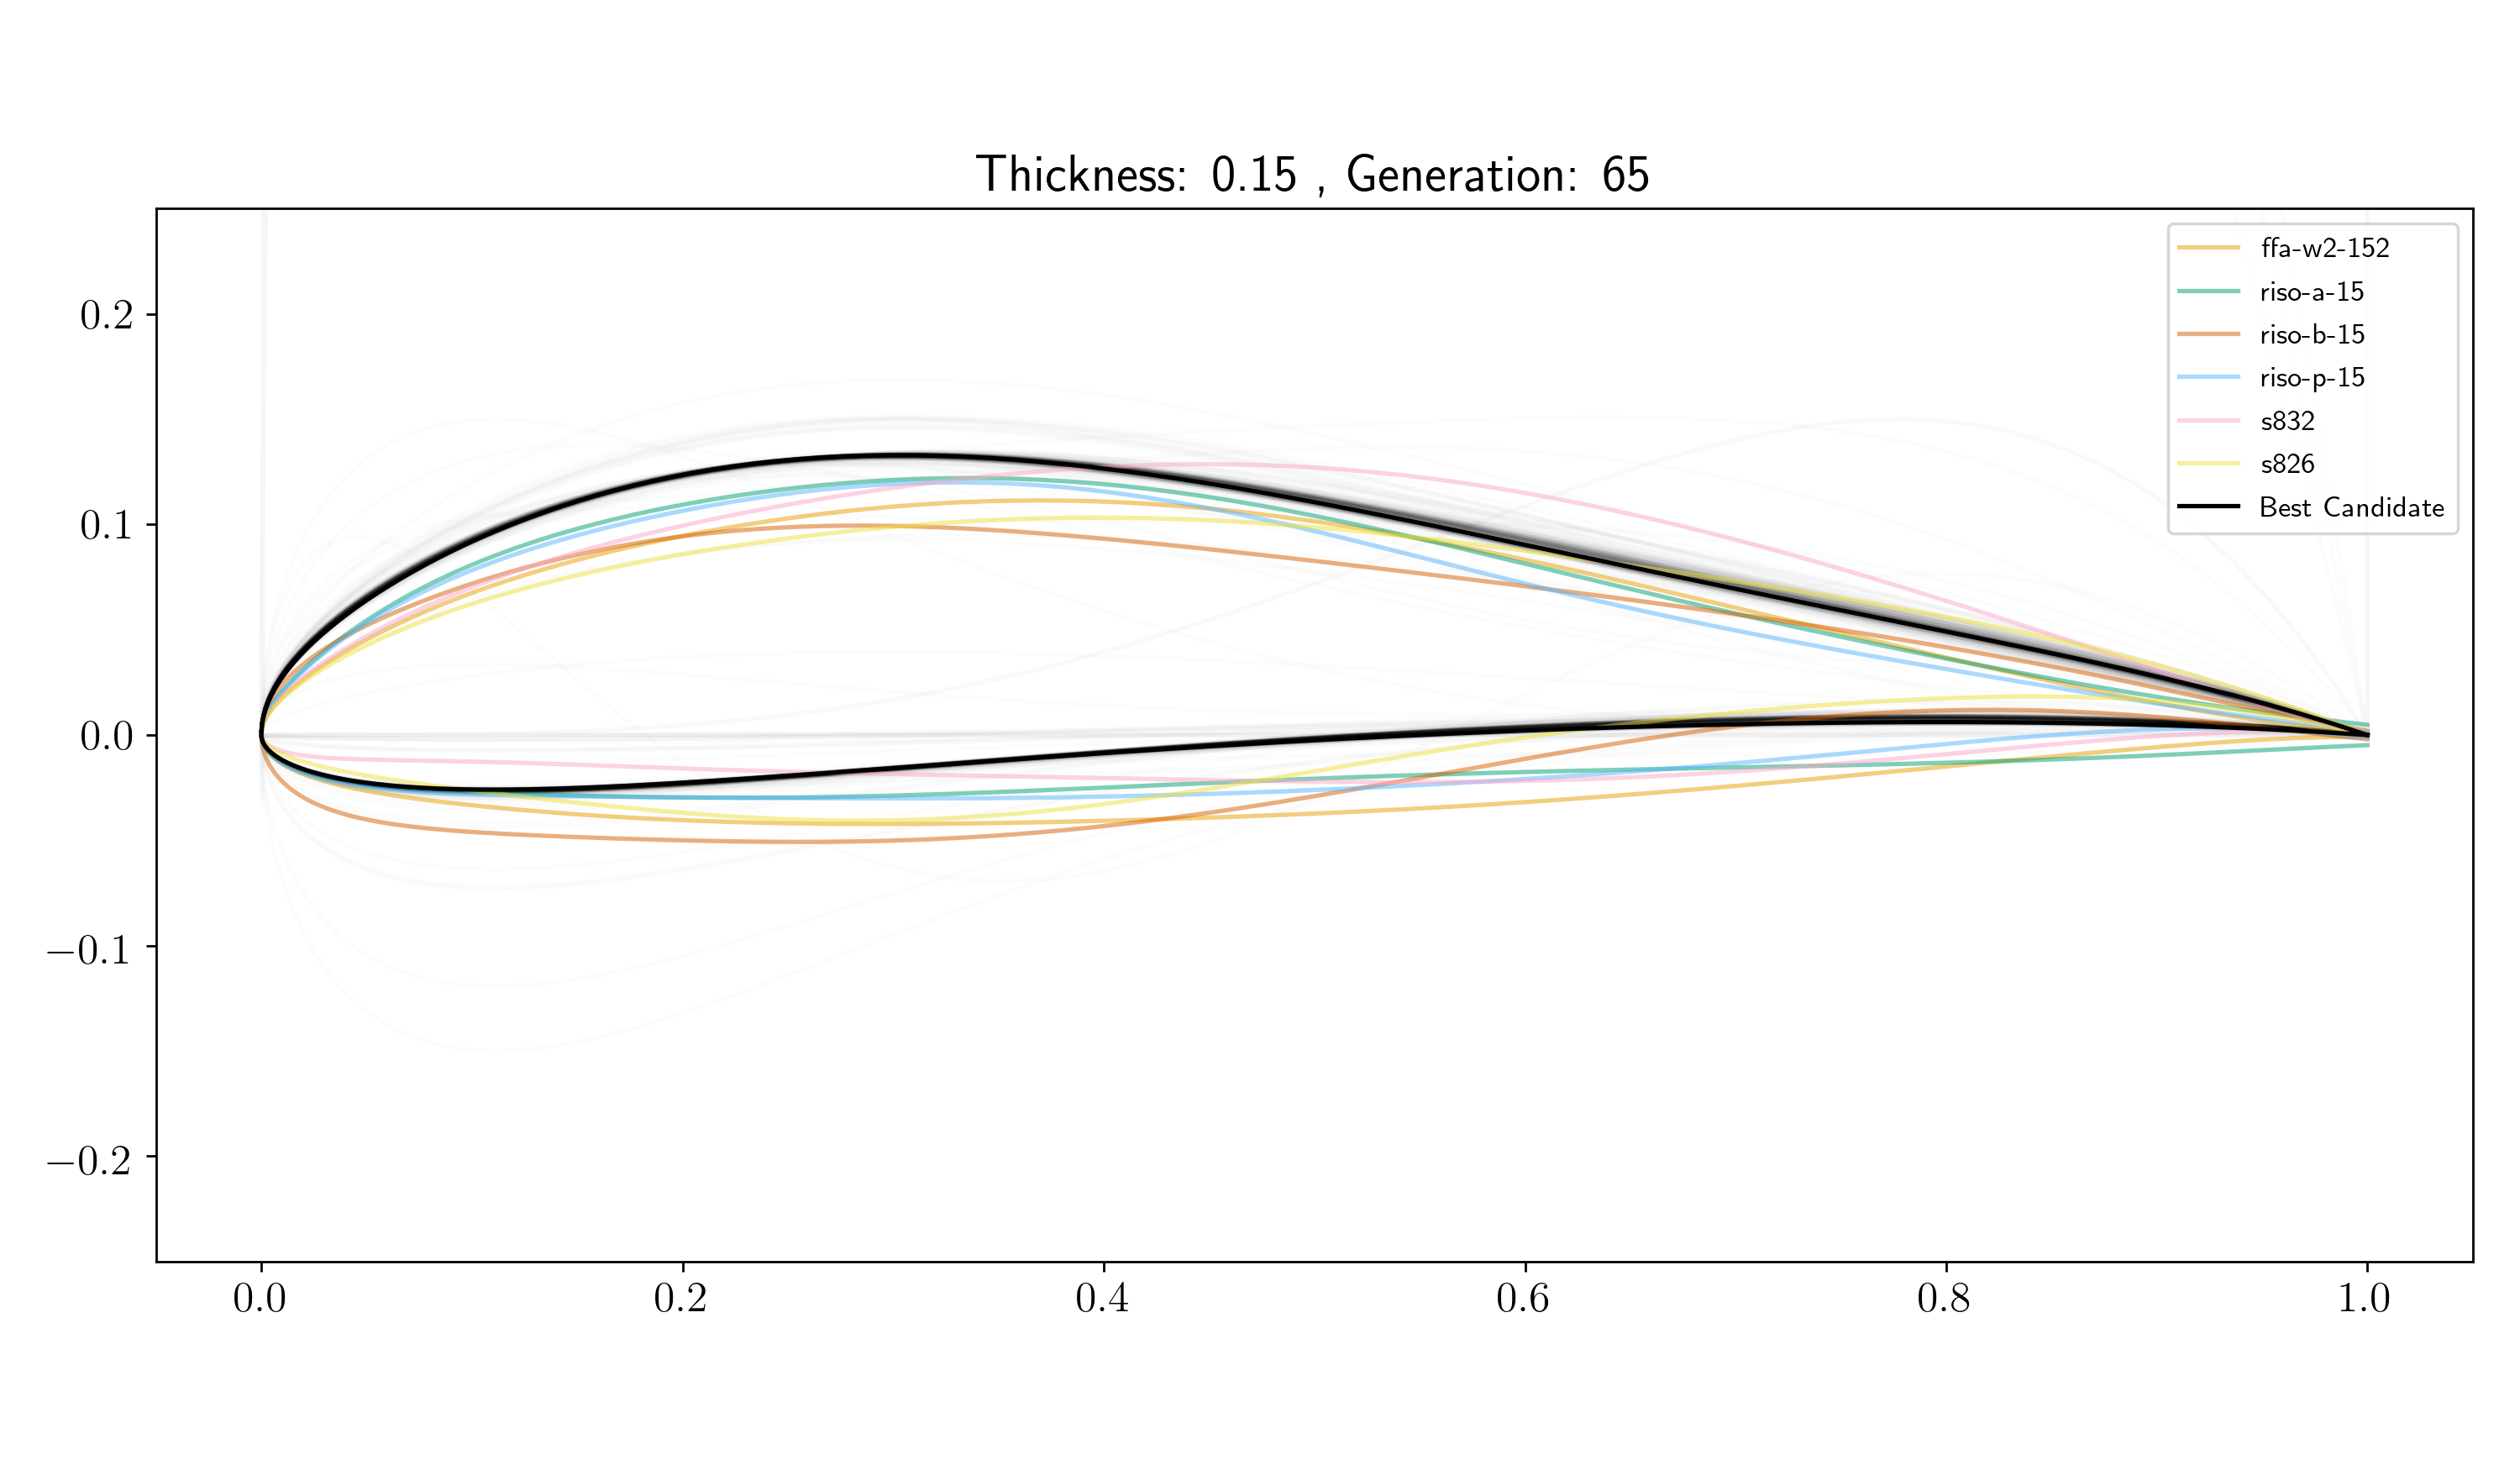 Thickness: 0.15 , Generation: 65
ffa-w2-152
riso-a-15
riso-b-15
riso-p-15
s832
s826
Best Candidate
0.2
0.1
0.0
−0.1
−0.2
0.0 0.2 0.4 0.6 0.8 1.0